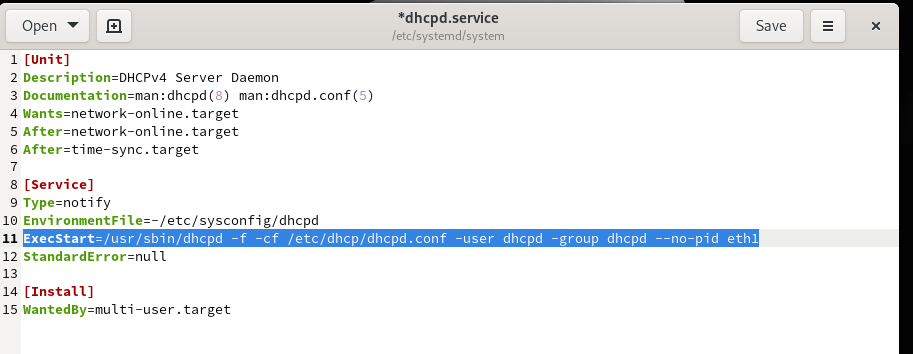 Open
*dhcpd.service
/etc/systemd/system
Save
1 [Unit]
2 Description=DHCPv4 Server Daemon
3 Documentation=man:dhcpd(8) man:dhcpd.conf(5)
4 Wants=network-online.target
5 After=network-online.target
6 After=time-sync.target
7
8 [Service]
9 Type=notify
10 EnvironmentFile=-/etc/sysconfig/dhcpd
11 ExecStart=/usr/sbin/dhcpd -f -cf /etc/dhcp/dhcpd.conf -user dhcpd -group dhcpd --no-pid eth1
12 StandardError=null
13
14 [Install]
15 WantedBy=multi-user.target